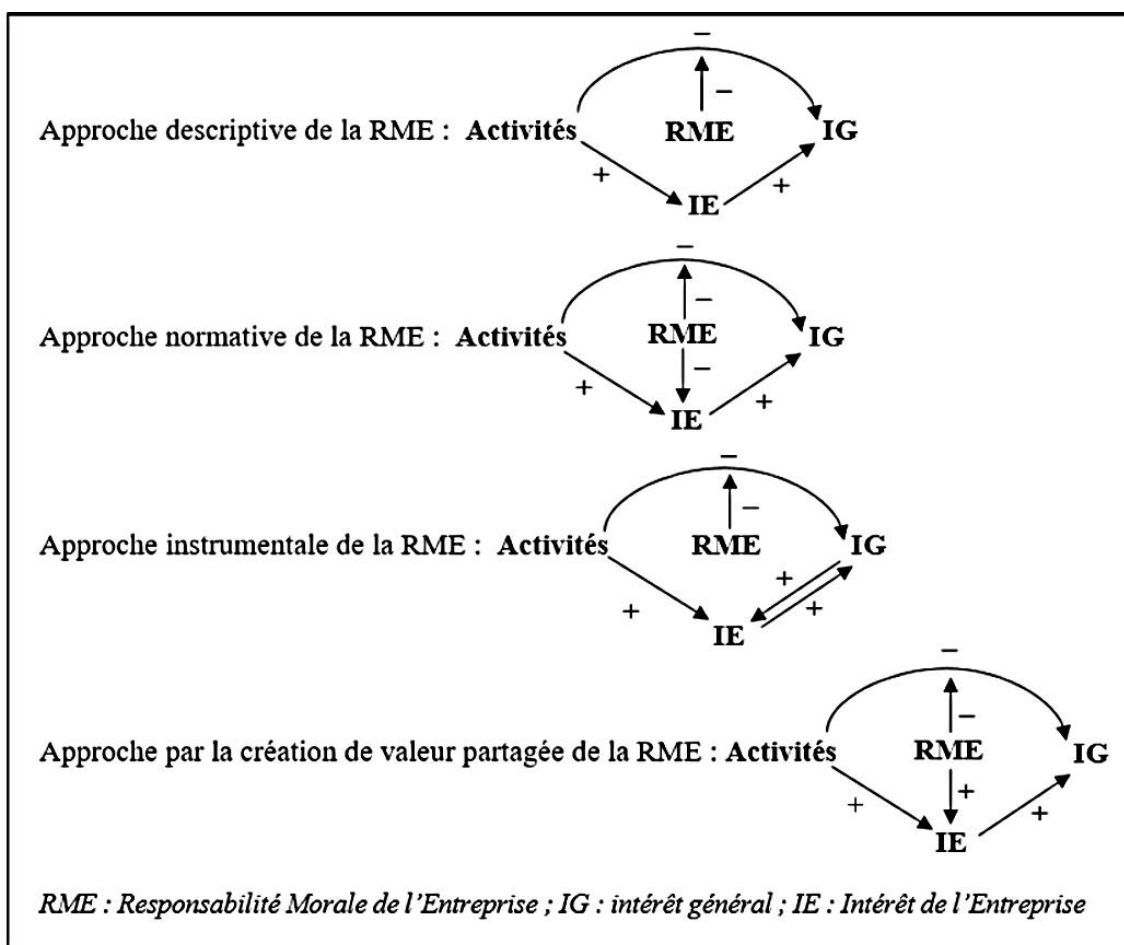 −
−
Approche descriptive de la RME : Activités RME IG
+ +
IE
−
−
Approche normative de la RME : Activités RME IG
−
+ +
IE
−
−
Approche instrumentale de la RME : Activités RME IG
+
+ +
IE
−
−
Approche par la création de valeur partagée de la RME : Activités RME IG
+
+ +
IE
RME : Responsabilité Morale de l'Entreprise ; IG : intérêt général ; IE : Intérêt de l'Entreprise